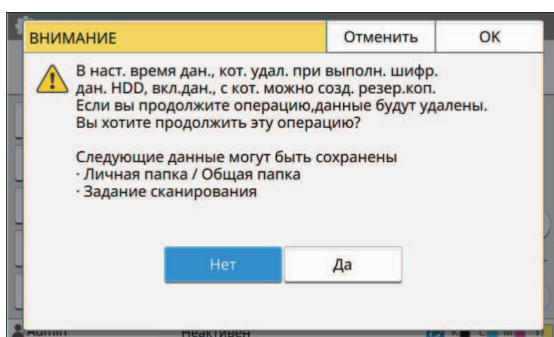 ВНИМАНИЕ
Отменить
OK
В наст. время дан., кот. удал. при выполн. шифр.
дан. HDD, вкл.дан., с кот. можно созд. резер.коп.
Если вы продолжите операцию,данные будут удалены.
Вы хотите продолжить эту операцию?
Следующие данные могут быть сохранены
· Личная папка / Общая папка
· Задание сканирования
Нет
Да
Admin
Неактивен
K
C
M
Y